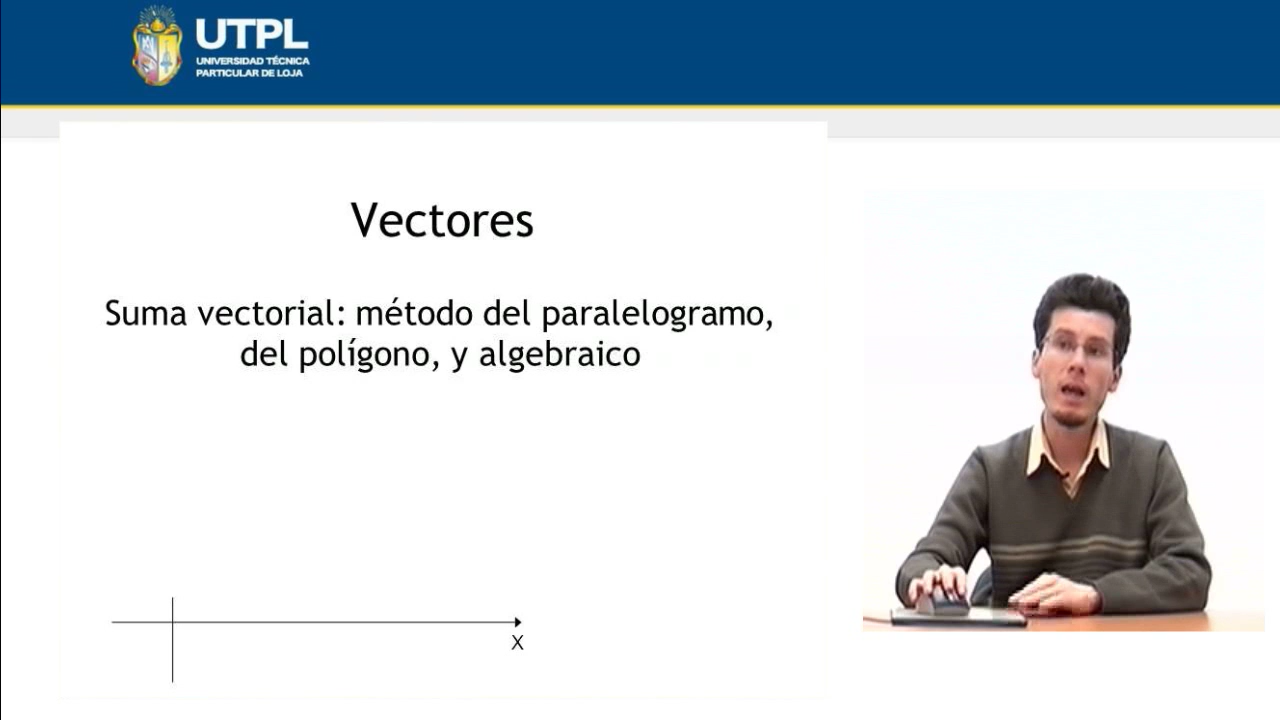 UTPL
UNIVERSIDAD TÉCNICA
PARTICULAR DE LOJA
Vectores
Suma vectorial: método del paralelogramo,
del polígono, y algebraico
X